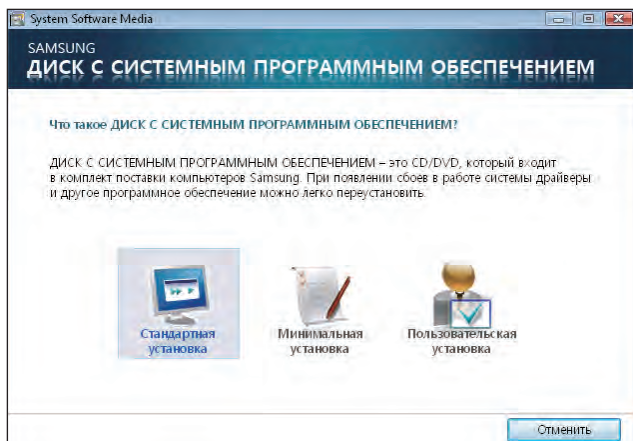 System Software Media
SAMSUNG
ДИСК С СИСТЕМНЫМ ПРОГРАММНЫМ ОБЕСПЕЧЕНИЕМ
Что такое ДИСК С СИСТЕМНЫМ ПРОГРАММНЫМ ОБЕСПЕЧЕНИЕМ?
ДИСК С СИСТЕМНЫМ ПРОГРАММНЫМ ОБЕСПЕЧЕНИЕМ – это CD/DVD, который входит
в комплект поставки компьютеров Samsung. При появлении сбоев в работе системы драйверы
и другое программное обеспечение можно легко переустановить.
Стандартная
установка
Минимальная
установка
Пользовательская
установка
Отменить